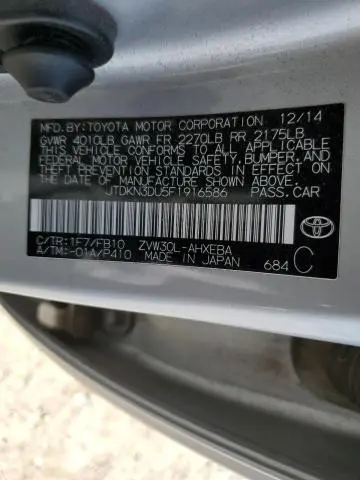 MFD.BY:TOYOTA MOTOR CORPORATION 12/14
GVWR 4010LB GAWR FR 2270LB RR 2175LB
THIS VEHICLE CONFORMS TO ALL APPLICABLE
FEDERAL MOTOR VEHICLE SAFETY, BUMPER, AND
THEFT PREVENTION STANDARDS IN EFFECT ON
THE DATE OF MANUFACTURE SHOWN ABOVE.
JTDKN3DU5F1916586 PASS.CAR
C/TR:1F7/FB10 ZVW30L-AHXEBA
A/TM:-01A/P410 MADE IN JAPAN 684 C